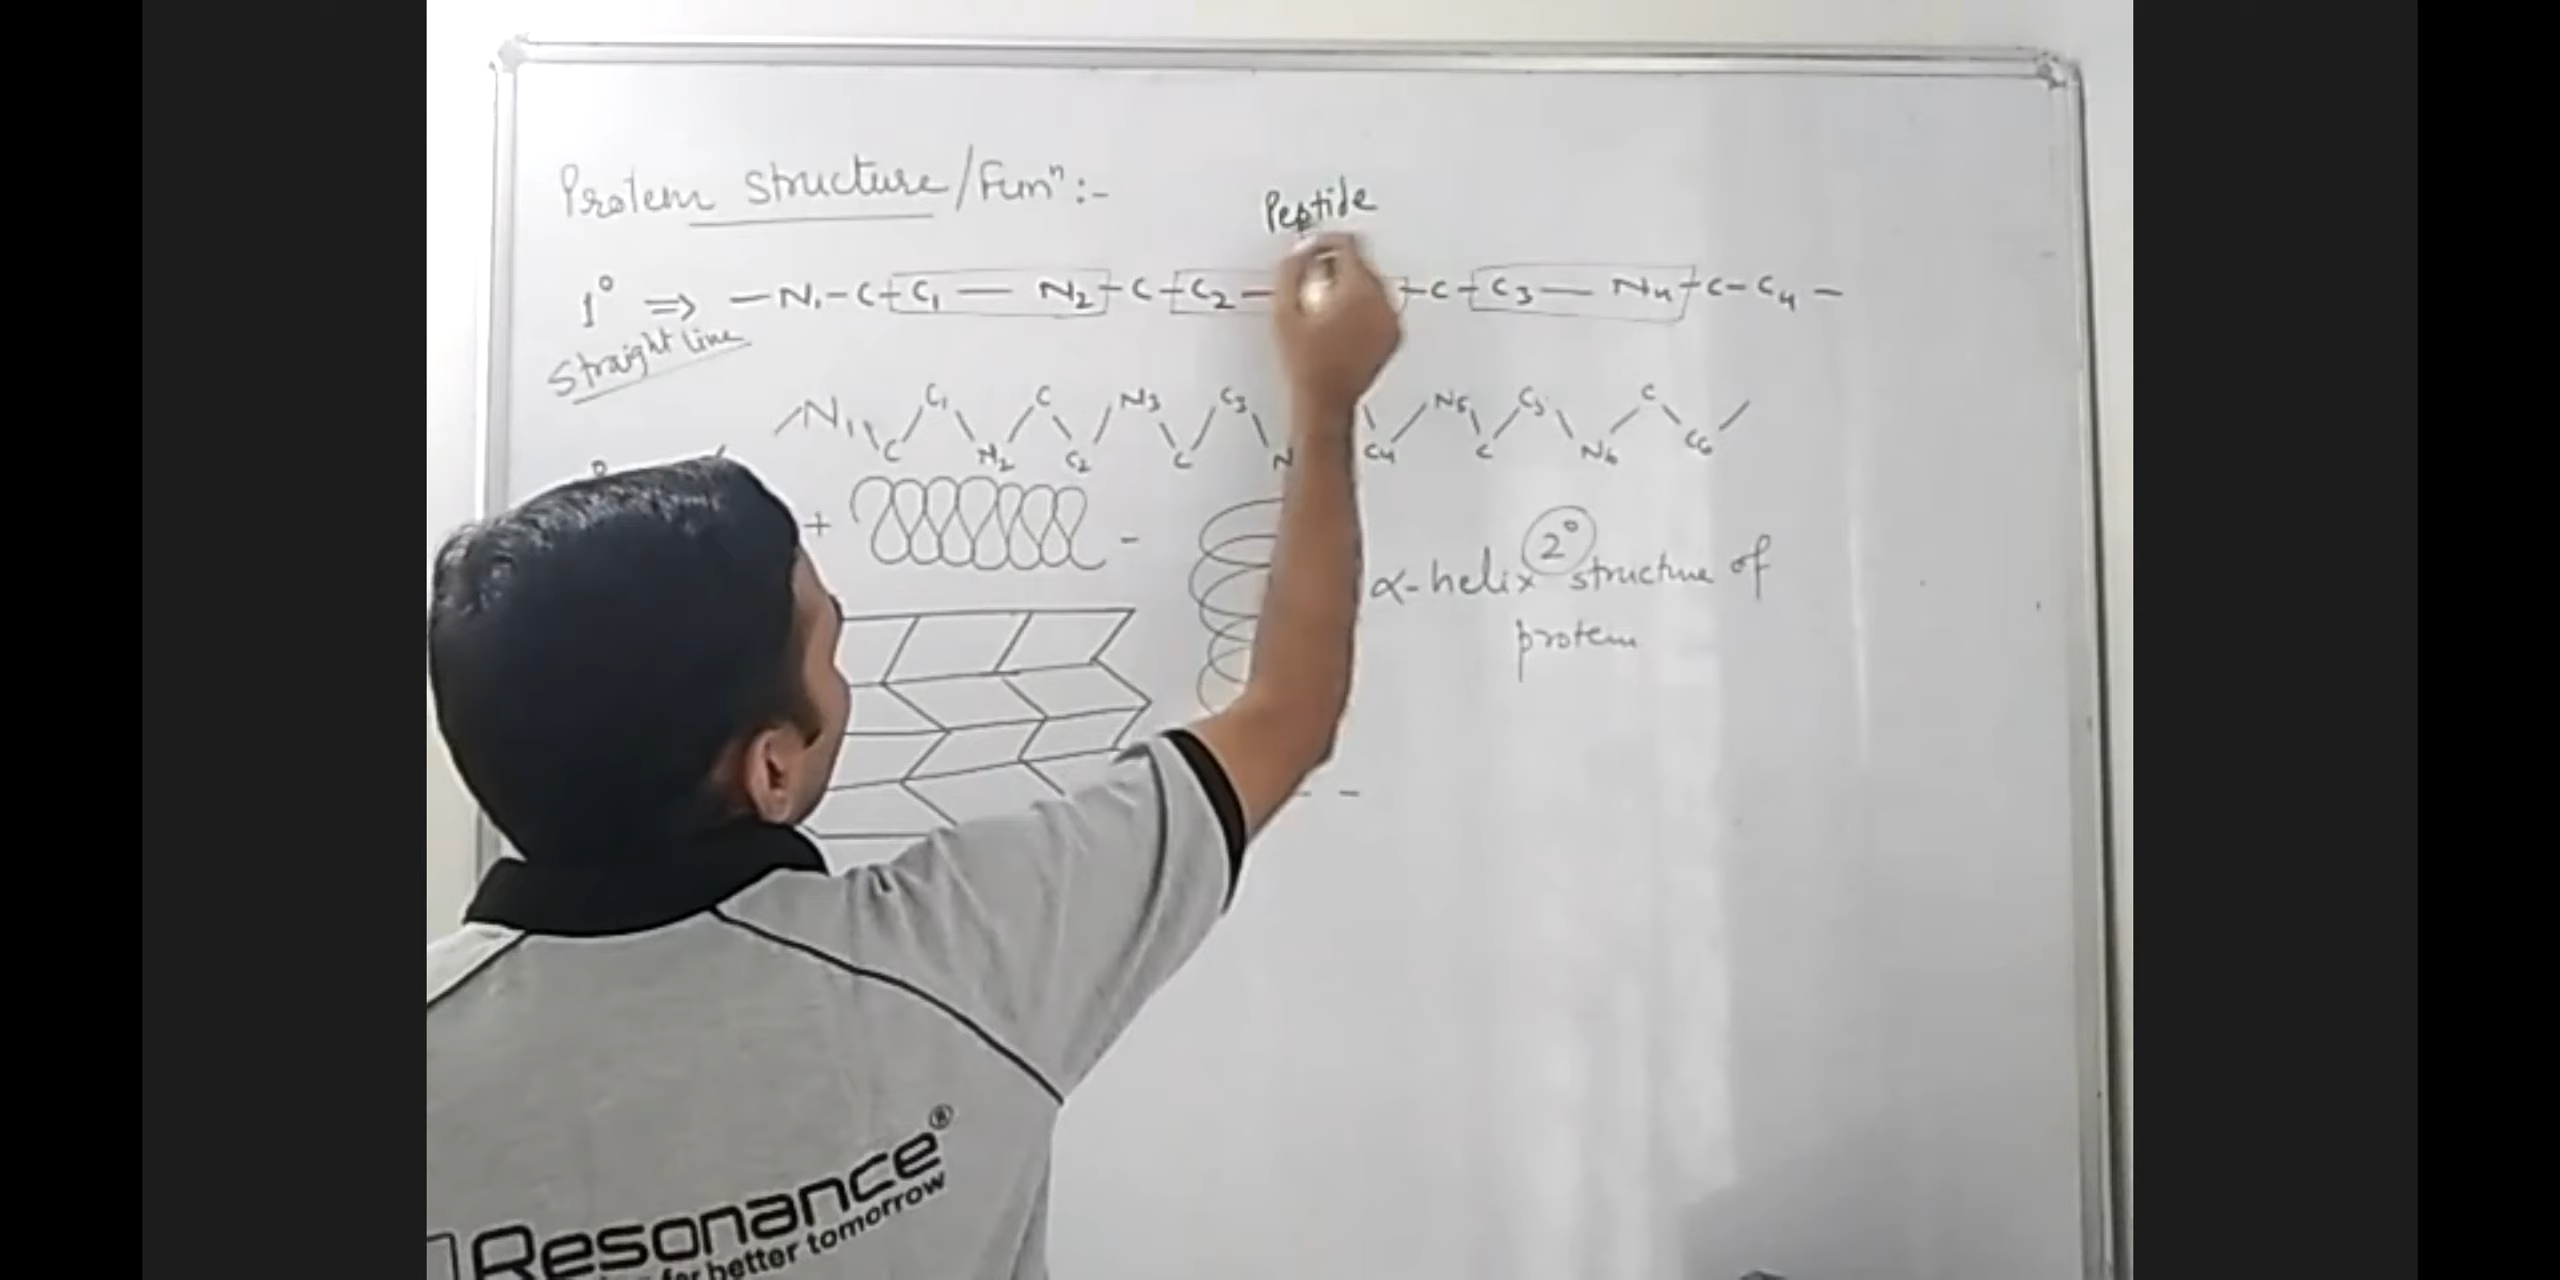 Protein structure/Funⁿ:-
Peptide
1° ⇒ -N₁-C-C₁ — N₂-C-C₂ - -C-C₃ — N₄-C-C₄ -
Straight line
N₁ C C₁ N₂ C C₂ N₃ C C₃ N C₄ N₅ C C₅ N₆ C C₆
+ -
α-helix 2° structure of
protein
- -
Resonance®
for better tomorrow